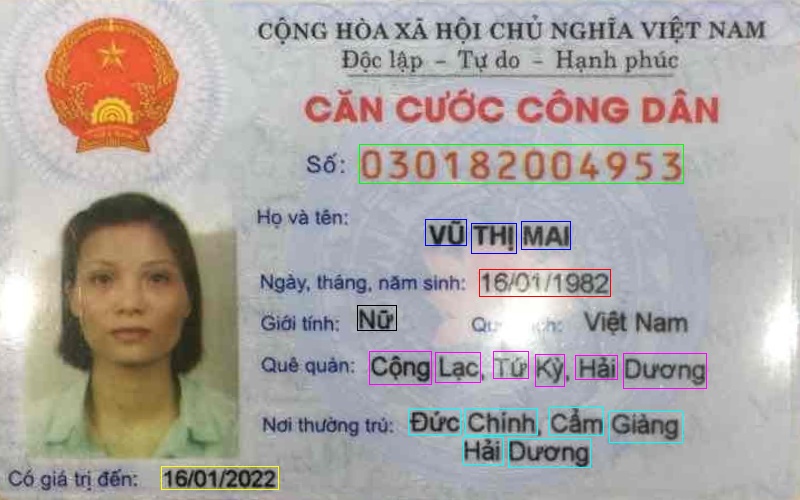 CỘNG HÒA XÃ HỘI CHỦ NGHĨA VIỆT NAM
Độc lập - Tự do - Hạnh phúc
CĂN CƯỚC CÔNG DÂN
Số: 030182004953
Họ và tên:
VŨ THỊ MAI
Ngày, tháng, năm sinh: 16/01/1982
Giới tính: Nữ Việt Nam
Quê quán: Cộng Lạc, Tứ Kỳ, Hải Dương
Nơi thường trú: Đức Chính, Cẩm Giàng
Hải Dương
Có giá trị đến: 16/01/2022